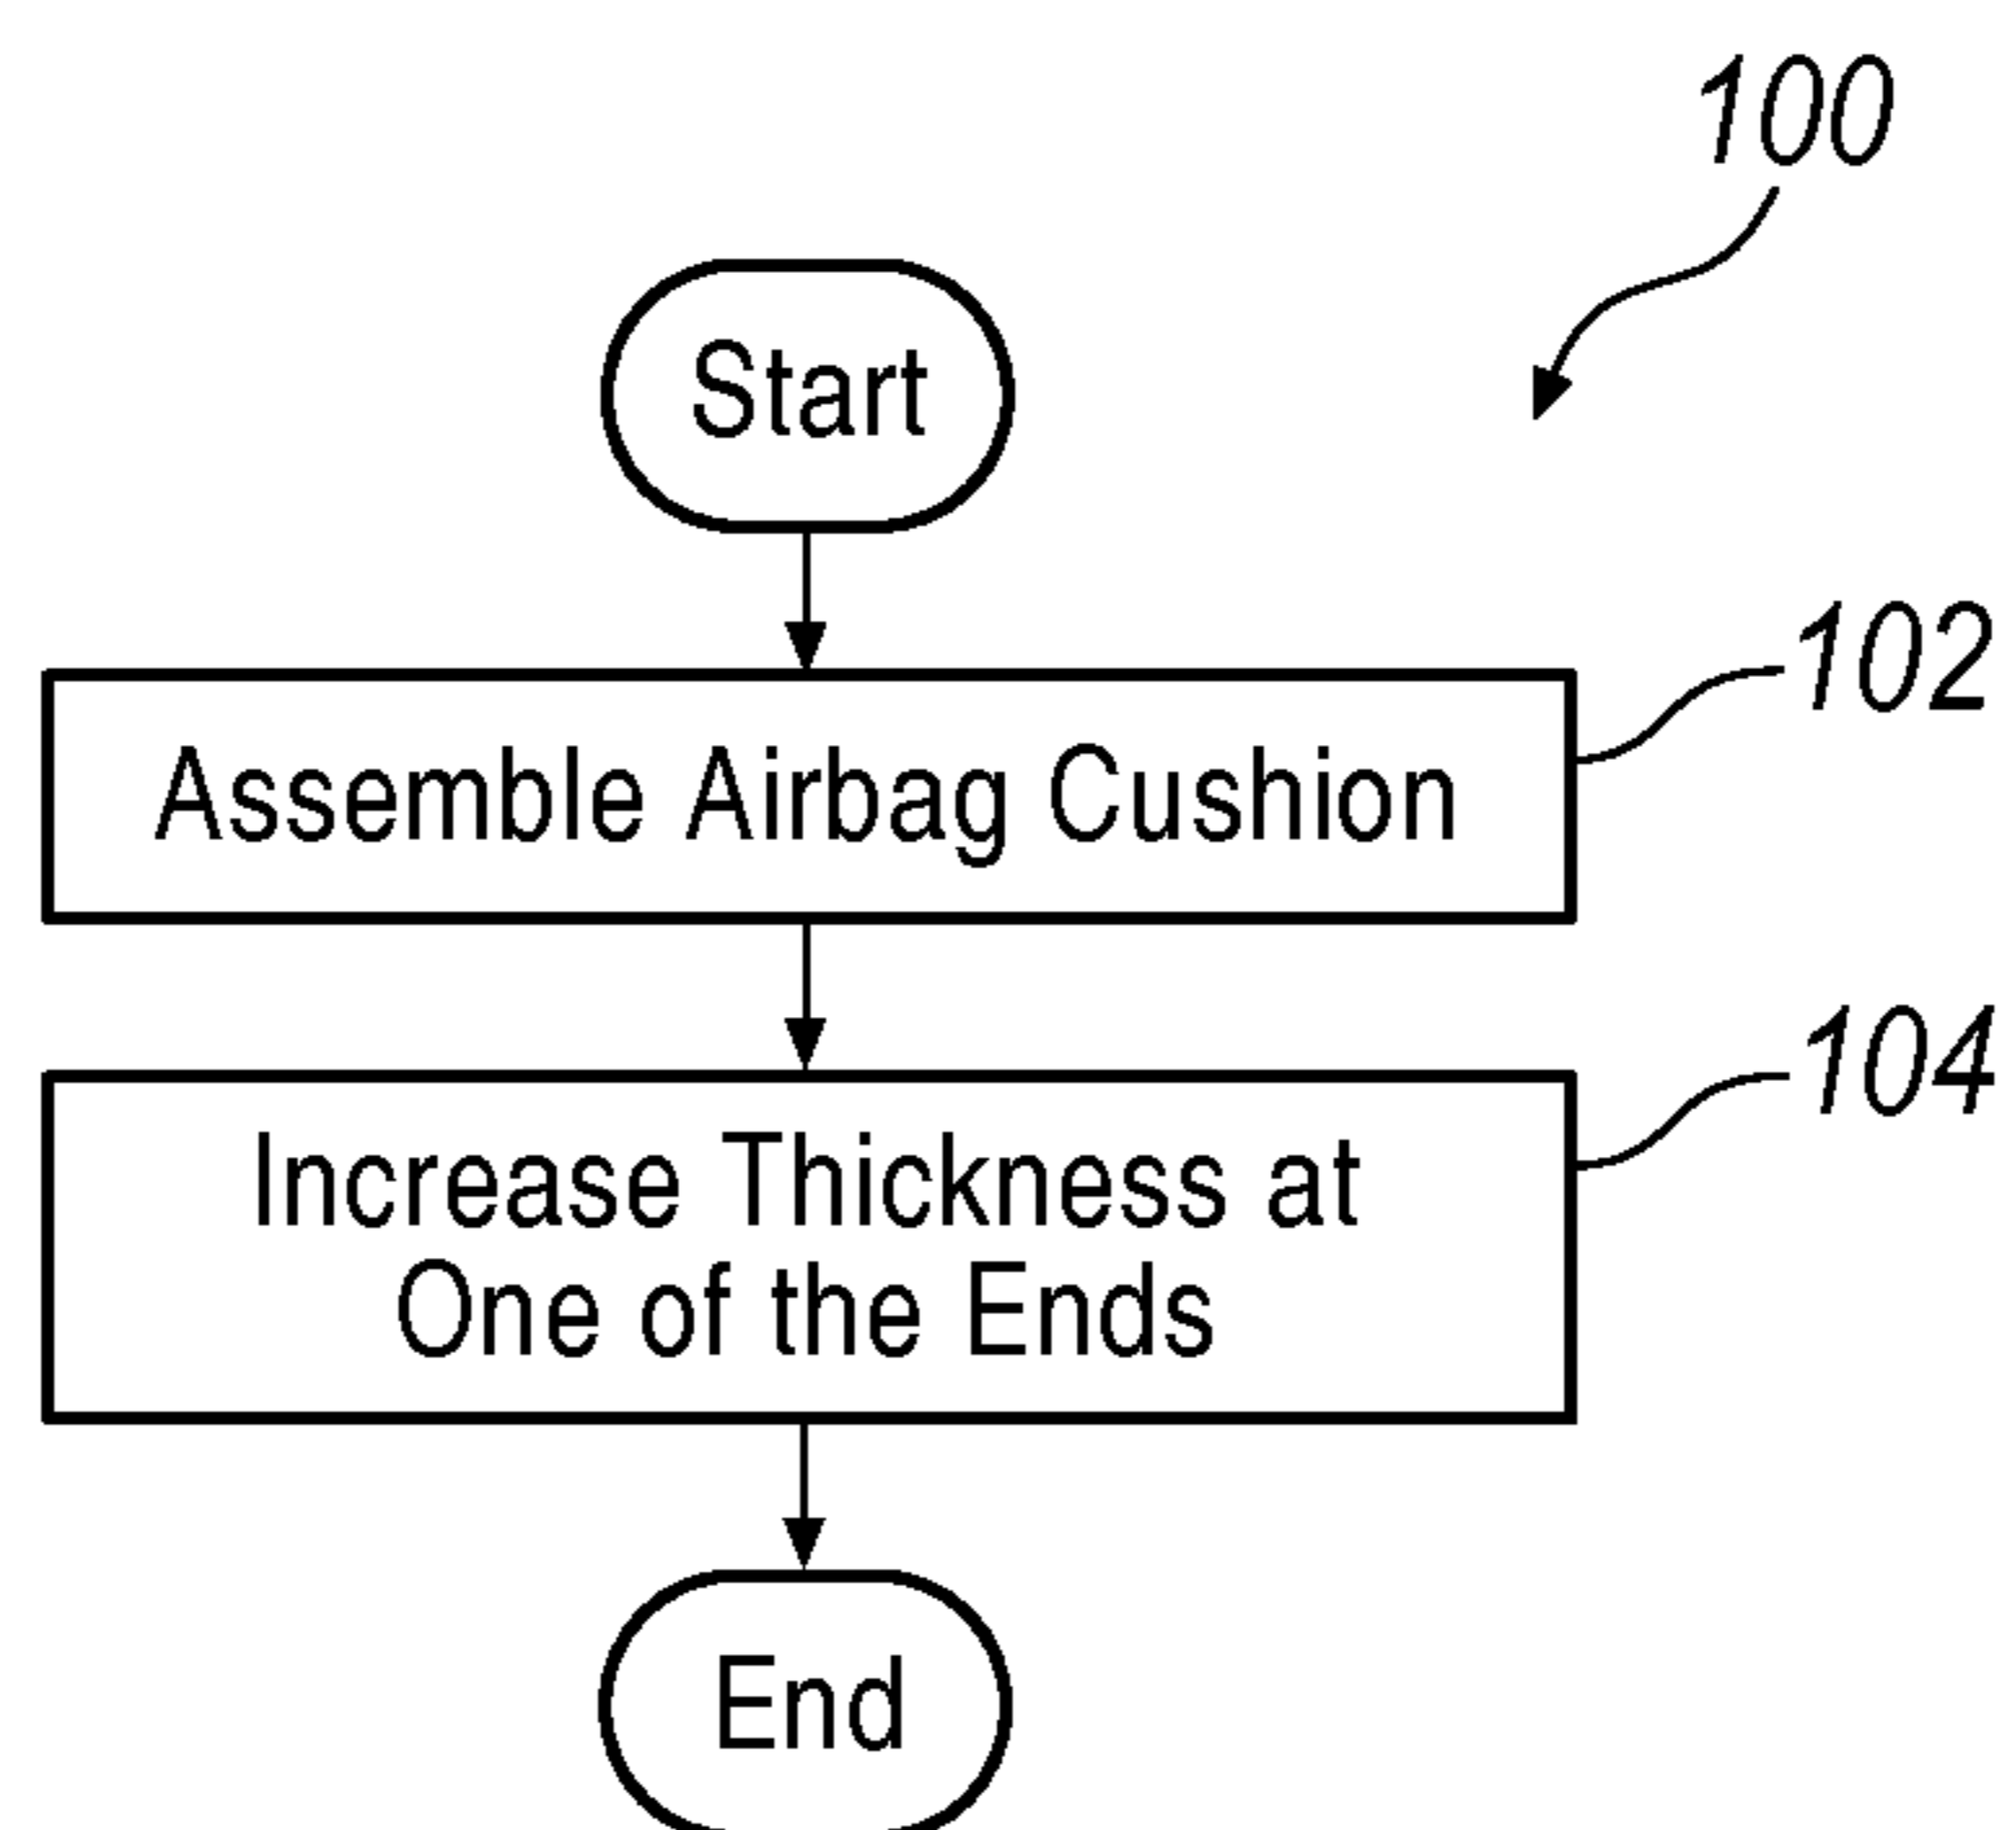 100
Start
102
Assemble Airbag Cushion
104
Increase Thickness at
One of the Ends
End